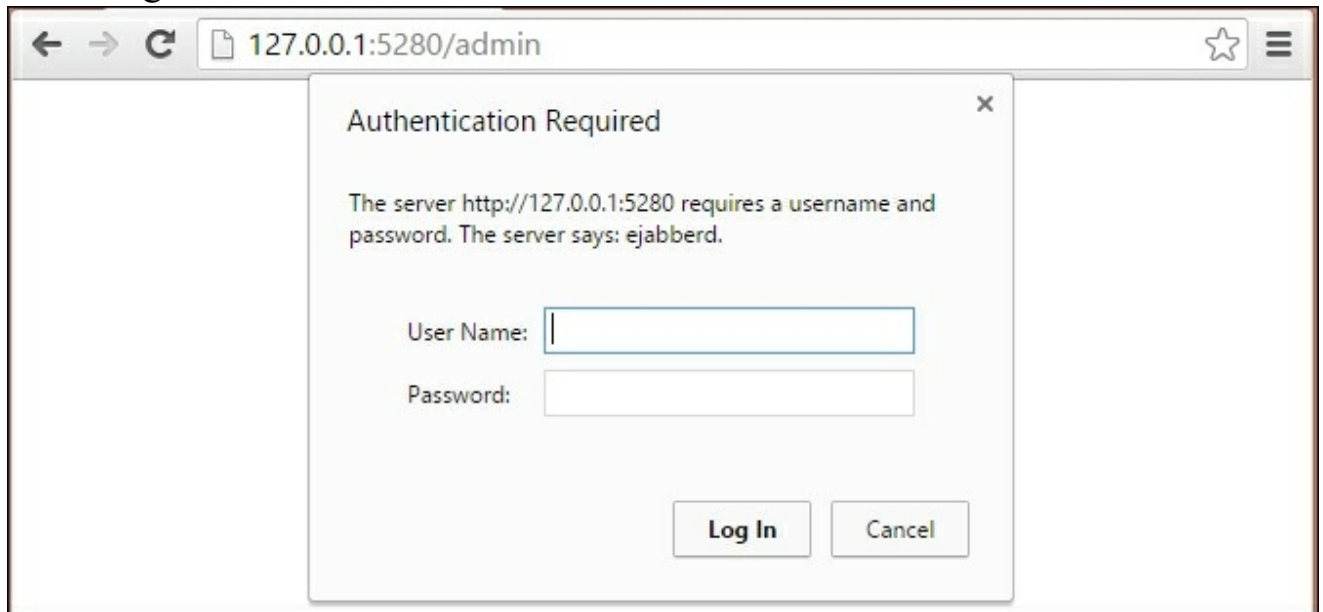 127.0.0.1:5280/admin
Authentication Required
The server http://127.0.0.1:5280 requires a username and
password. The server says: ejabberd.
User Name:
Password:
Log In Cancel